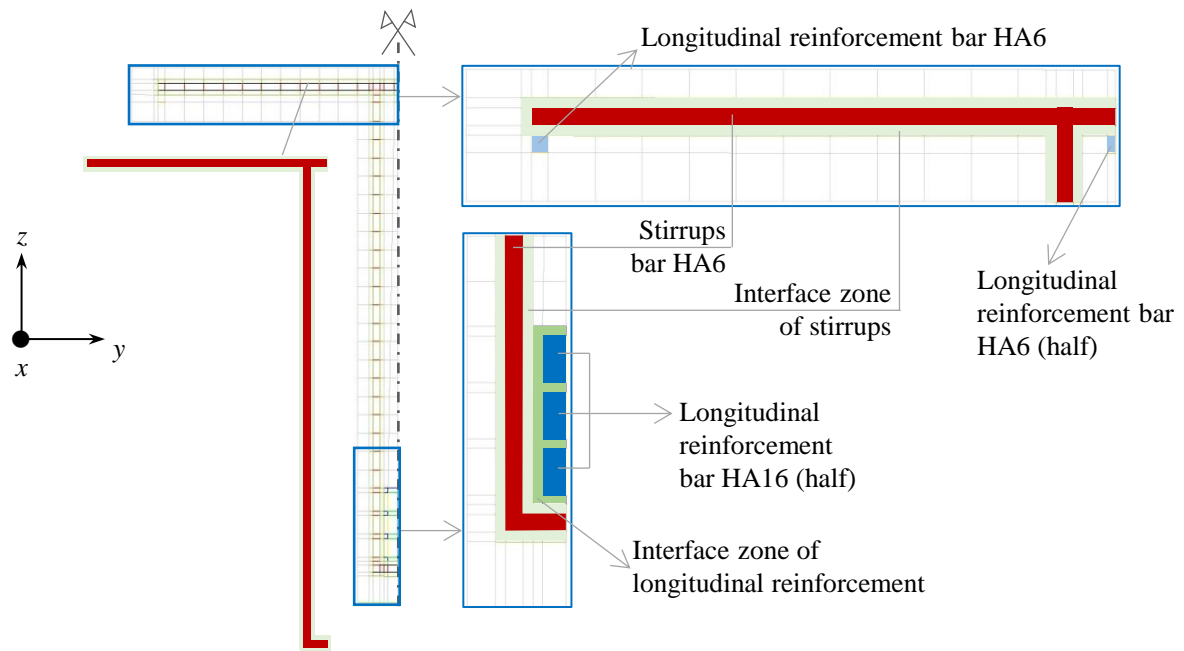 Longitudinal reinforcement bar HA6
Stirrups
bar HA6
Interface zone
of stirrups
Longitudinal
reinforcement bar
HA6 (half)
z
y
x
Longitudinal
reinforcement
bar HA16 (half)
Interface zone of
longitudinal reinforcement